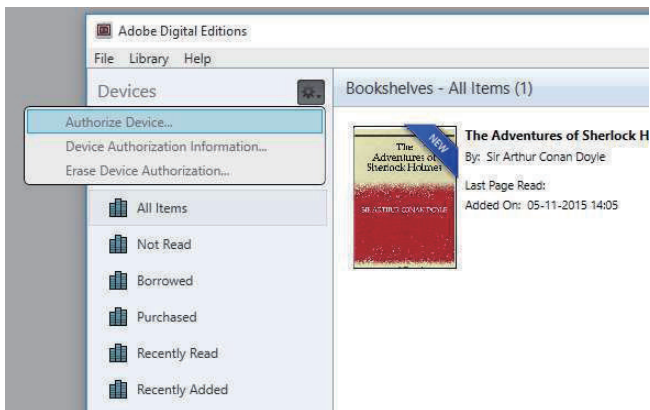 Adobe Digital Editions
File Library Help
Devices
Bookshelves - All Items (1)
Authorize Device...
Device Authorization Information...
Erase Device Authorization...
All Items
Not Read
Borrowed
Purchased
Recently Read
Recently Added
The
Adventures of
Sherlock Holmes
SIR ARTHUR CONAN DOYLE
NEW
The Adventures of Sherlock H
By: Sir Arthur Conan Doyle
Last Page Read:
Added On: 05-11-2015 14:05